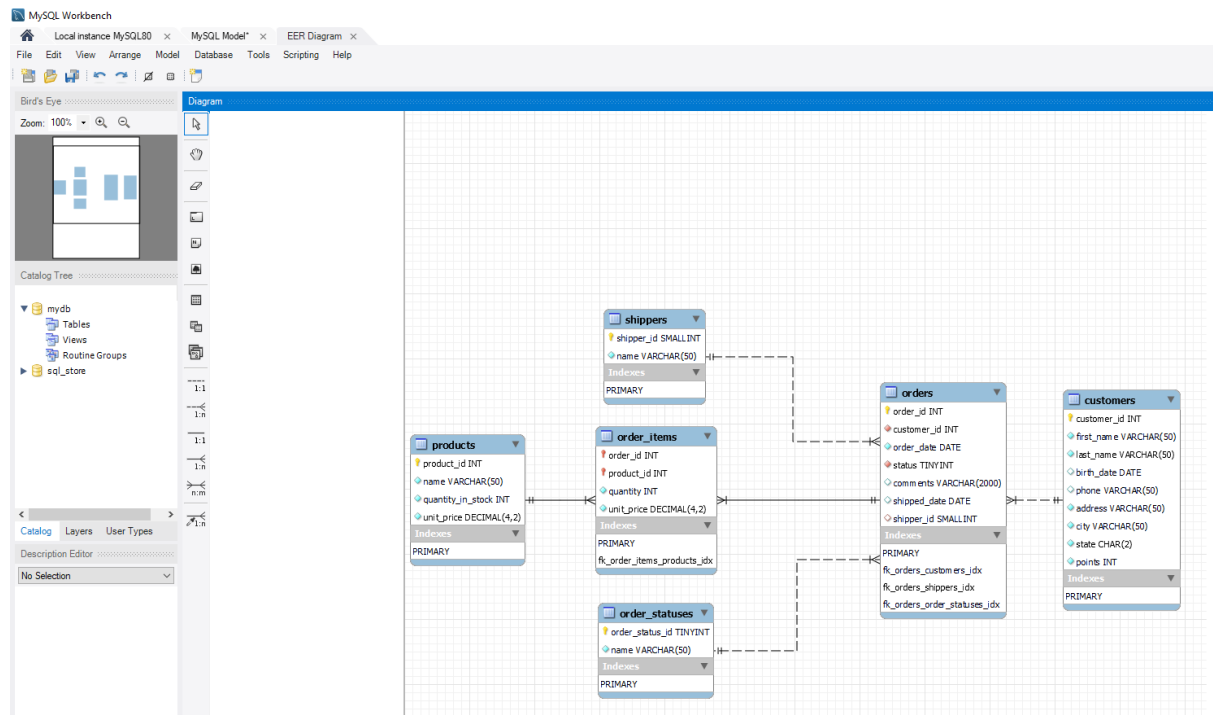 MySQL Workbench
Local instance MySQL80 × MySQL Model* × EER Diagram ×
File Edit View Arrange Model Database Tools Scripting Help
Bird's Eye
Zoom: 100%
Catalog Tree
mydb
Tables
Views
Routine Groups
sql_store
Catalog Layers User Types
Description Editor
No Selection
Diagram
1:1
1:n
1:1
1:n
n:m
1:n
shippers
shipper_id SMALLINT
name VARCHAR(50)
Indexes
PRIMARY
products
product_id INT
name VARCHAR(50)
quantity_in_stock INT
unit_price DECIMAL(4,2)
Indexes
PRIMARY
order_items
order_id INT
product_id INT
quantity INT
unit_price DECIMAL(4,2)
Indexes
PRIMARY
fk_order_items_products_idx
order_statuses
order_status_id TINYINT
name VARCHAR(50)
Indexes
PRIMARY
orders
order_id INT
customer_id INT
order_date DATE
status TINYINT
comments VARCHAR(2000)
shipped_date DATE
shipper_id SMALLINT
Indexes
PRIMARY
fk_orders_customers_idx
fk_orders_shippers_idx
fk_orders_order_statuses_idx
customers
customer_id INT
first_name VARCHAR(50)
last_name VARCHAR(50)
birth_date DATE
phone VARCHAR(50)
address VARCHAR(50)
city VARCHAR(50)
state CHAR(2)
points INT
Indexes
PRIMARY